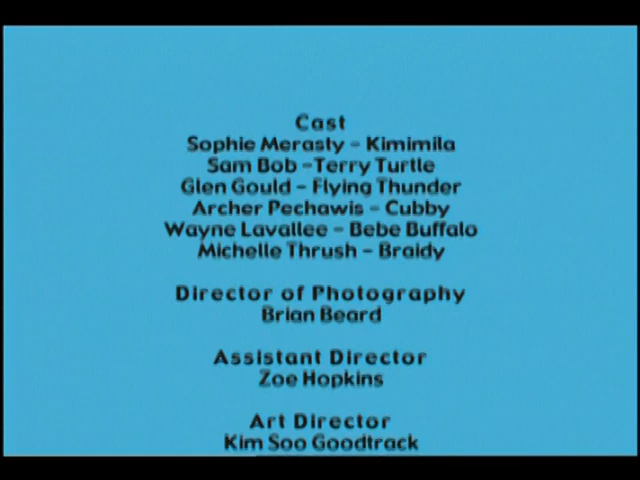 Cast
Sophie Merasty - Kimimila
Sam Bob -Terry Turtle
Glen Gould - Flying Thunder
Archer Pechawis - Cubby
Wayne Lavallee - Bebe Buffalo
Michelle Thrush - Braidy
Director of Photography
Brian Beard
Assistant Director
Zoe Hopkins
Art Director
Kim Soo Goodtrack